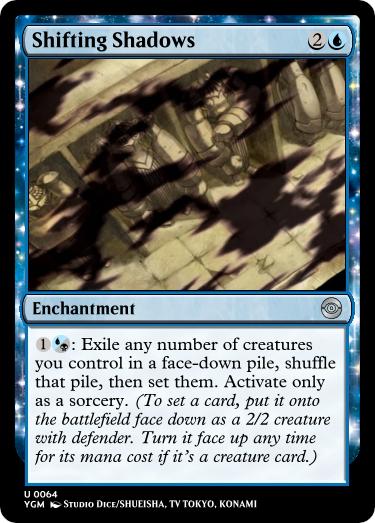 Shifting Shadows 2
Enchantment
1 : Exile any number of creatures
you control in a face-down pile, shuffle
that pile, then set them. Activate only
as a sorcery. (To set a card, put it onto
the battlefield face down as a 2/2 creature
with defender. Turn it face up any time
for its mana cost if it's a creature card.)
U 0064
YGM Studio Dice/SHUEISHA, TV TOKYO, KONAMI